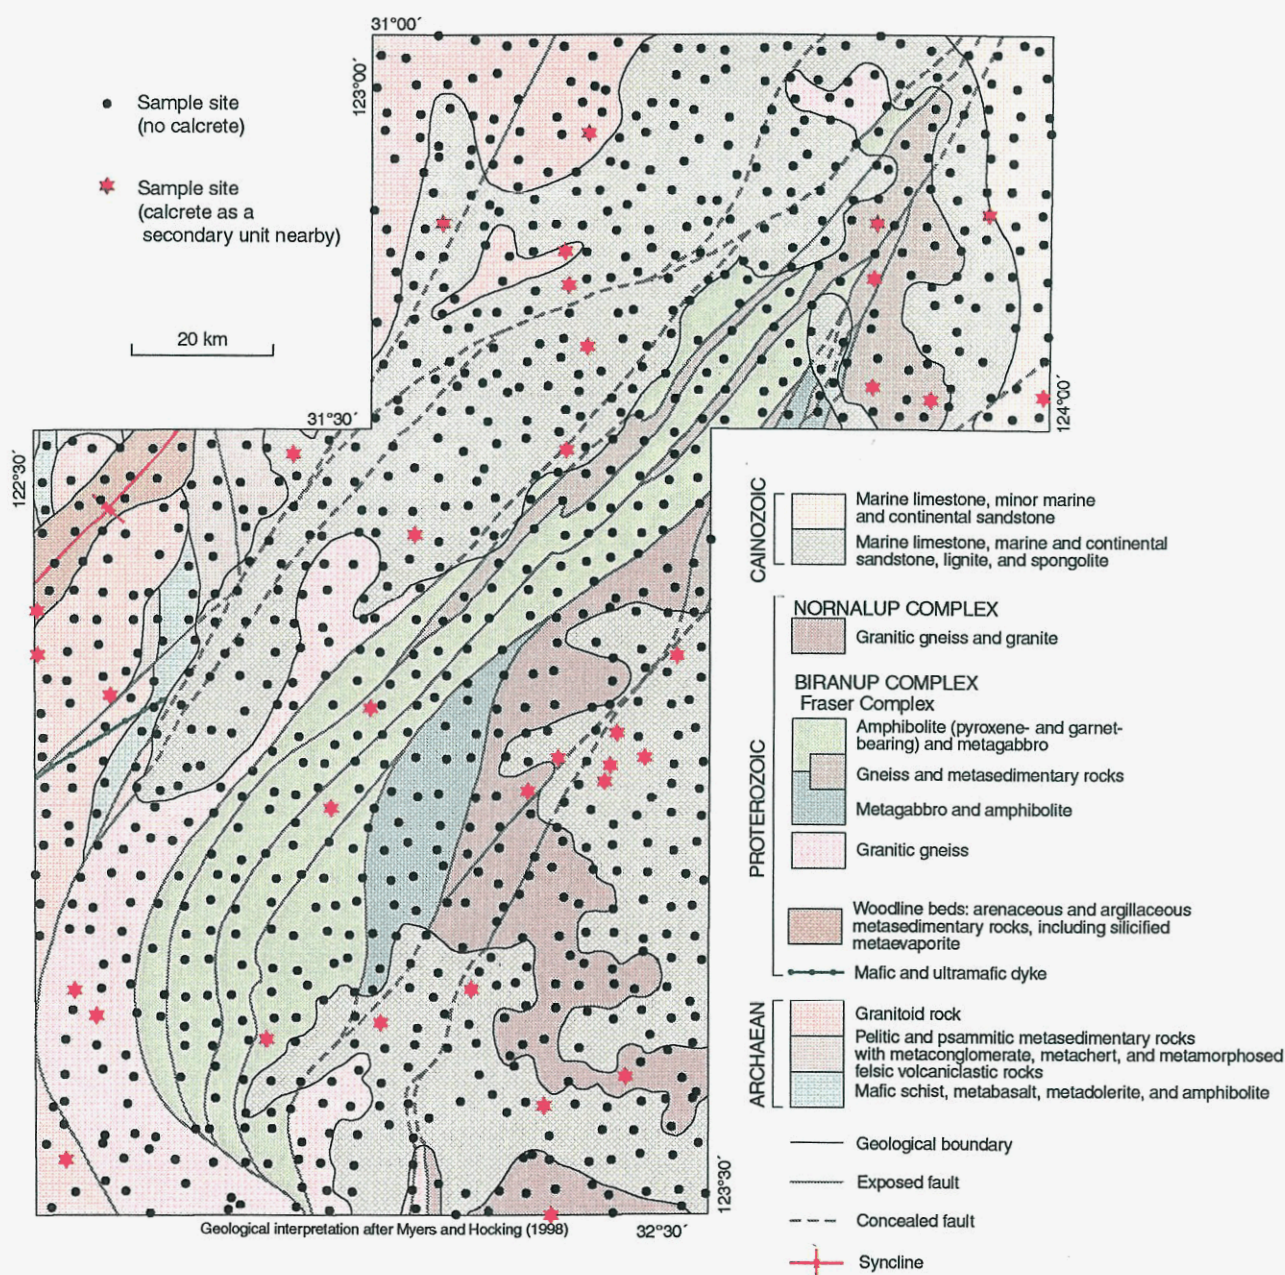 31°00´
123°00´
Sample site
(no calcrete)
Sample site
(calcrete as a
secondary unit nearby)
20 km
31°30´
122°30´
124°00´
CAINOZOIC
Marine limestone, minor marine
and continental sandstone
Marine limestone, marine and continental
sandstone, lignite, and spongolite
PROTEROZOIC
NORNALUP COMPLEX
Granitic gneiss and granite
BIRANUP COMPLEX
Fraser Complex
Amphibolite (pyroxene- and garnet-
bearing) and metagabbro
Gneiss and metasedimentary rocks
Metagabbro and amphibolite
Granitic gneiss
Woodline beds: arenaceous and argillaceous
metasedimentary rocks, including silicified
metaevaporite
Mafic and ultramafic dyke
ARCHAEAN
Granitoid rock
Pelitic and psammitic metasedimentary rocks
with metaconglomerate, metachert, and metamorphosed
felsic volcaniclastic rocks
Mafic schist, metabasalt, metadolerite, and amphibolite
Geological boundary
Exposed fault
Concealed fault
Syncline
123°30´
Geological interpretation after Myers and Hocking (1998)
32°30´